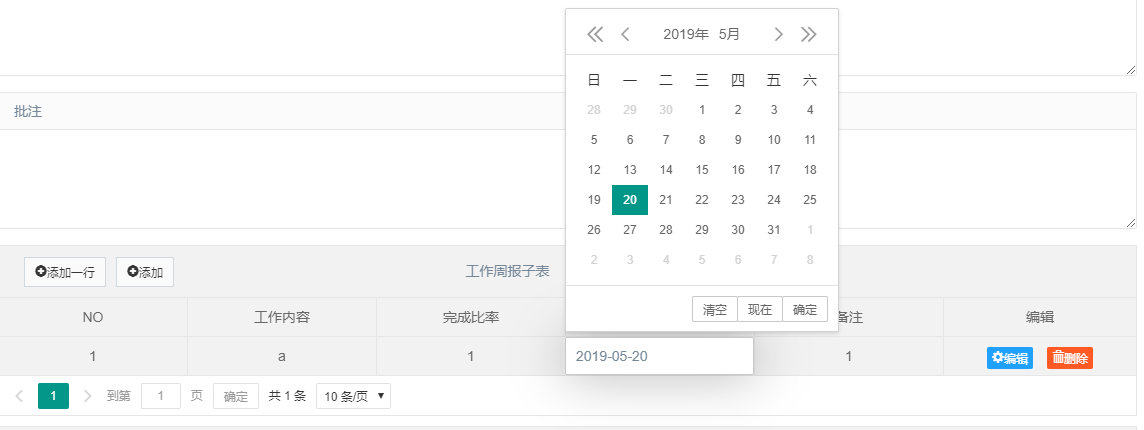 2019年 5月
日 一 二 三 四 五 六
28 29 30 1 2 3 4
批注
5 6 7 8 9 10 11
12 13 14 15 16 17 18
19 20 21 22 23 24 25
26 27 28 29 30 31 1
2 3 4 5 6 7 8
添加一行 添加 工作周报子表
清空 现在 确定
NO 工作内容 完成比率 备注 编辑
1 a 1 2019-05-20 1 编辑 删除
1 到第 1 页 确定 共 1 条 10 条/页